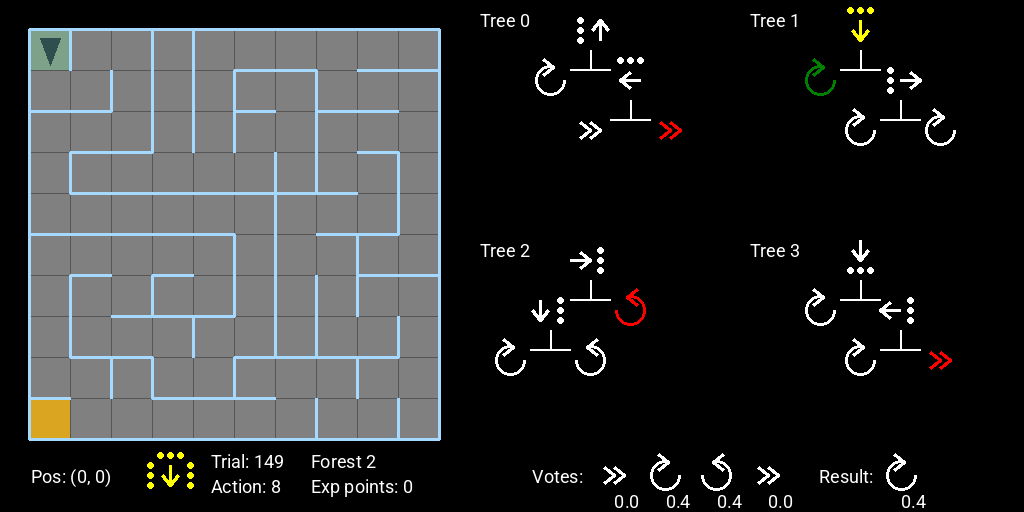 Tree 0
Tree 1
Tree 2
Tree 3
Pos: (0, 0)
Trial: 149
Forest 2
Action: 8
Exp points: 0
Votes:
Result:
0.0
0.4
0.4
0.0
0.4